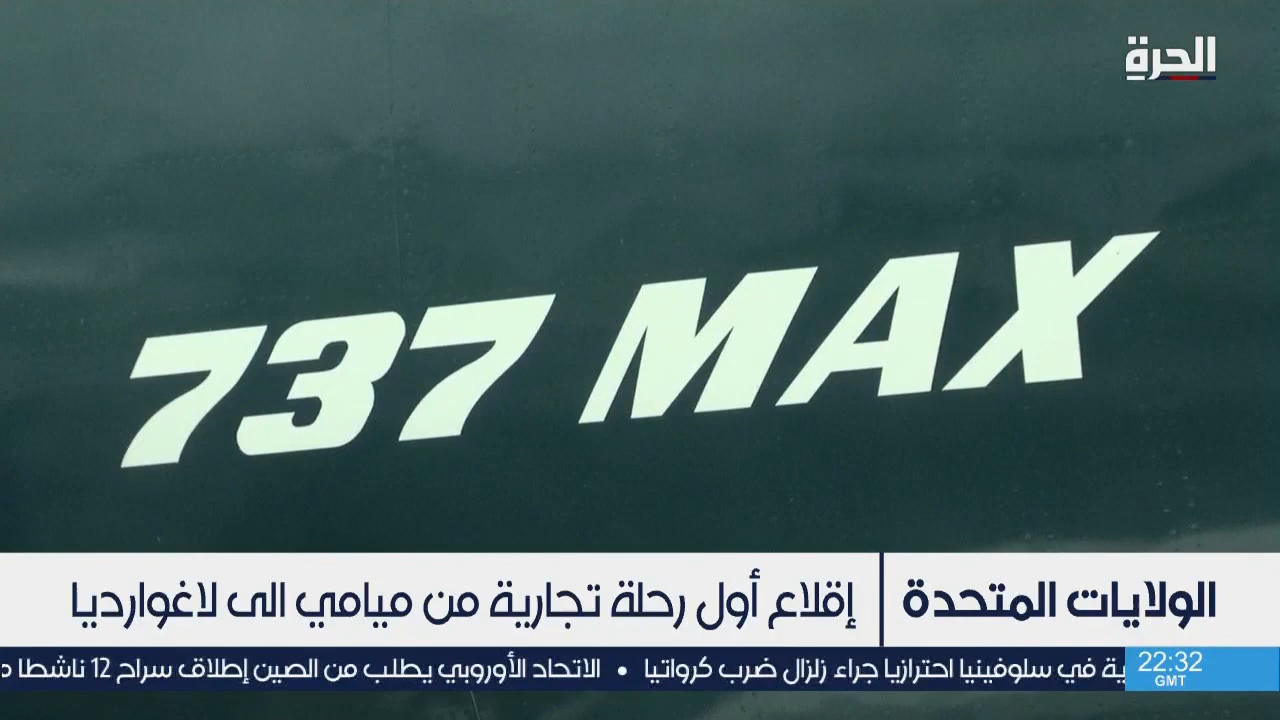 الحرة
737 MAX
الولايات المتحدة
إقلاع أول رحلة تجارية من ميامي الى لاغوارديا
22:32
GMT
في سلوفينيا احترازيا جراء زلزال ضرب كرواتيا • الاتحاد الأوروبي يطلب من الصين إطلاق سراح 12 ناشطا